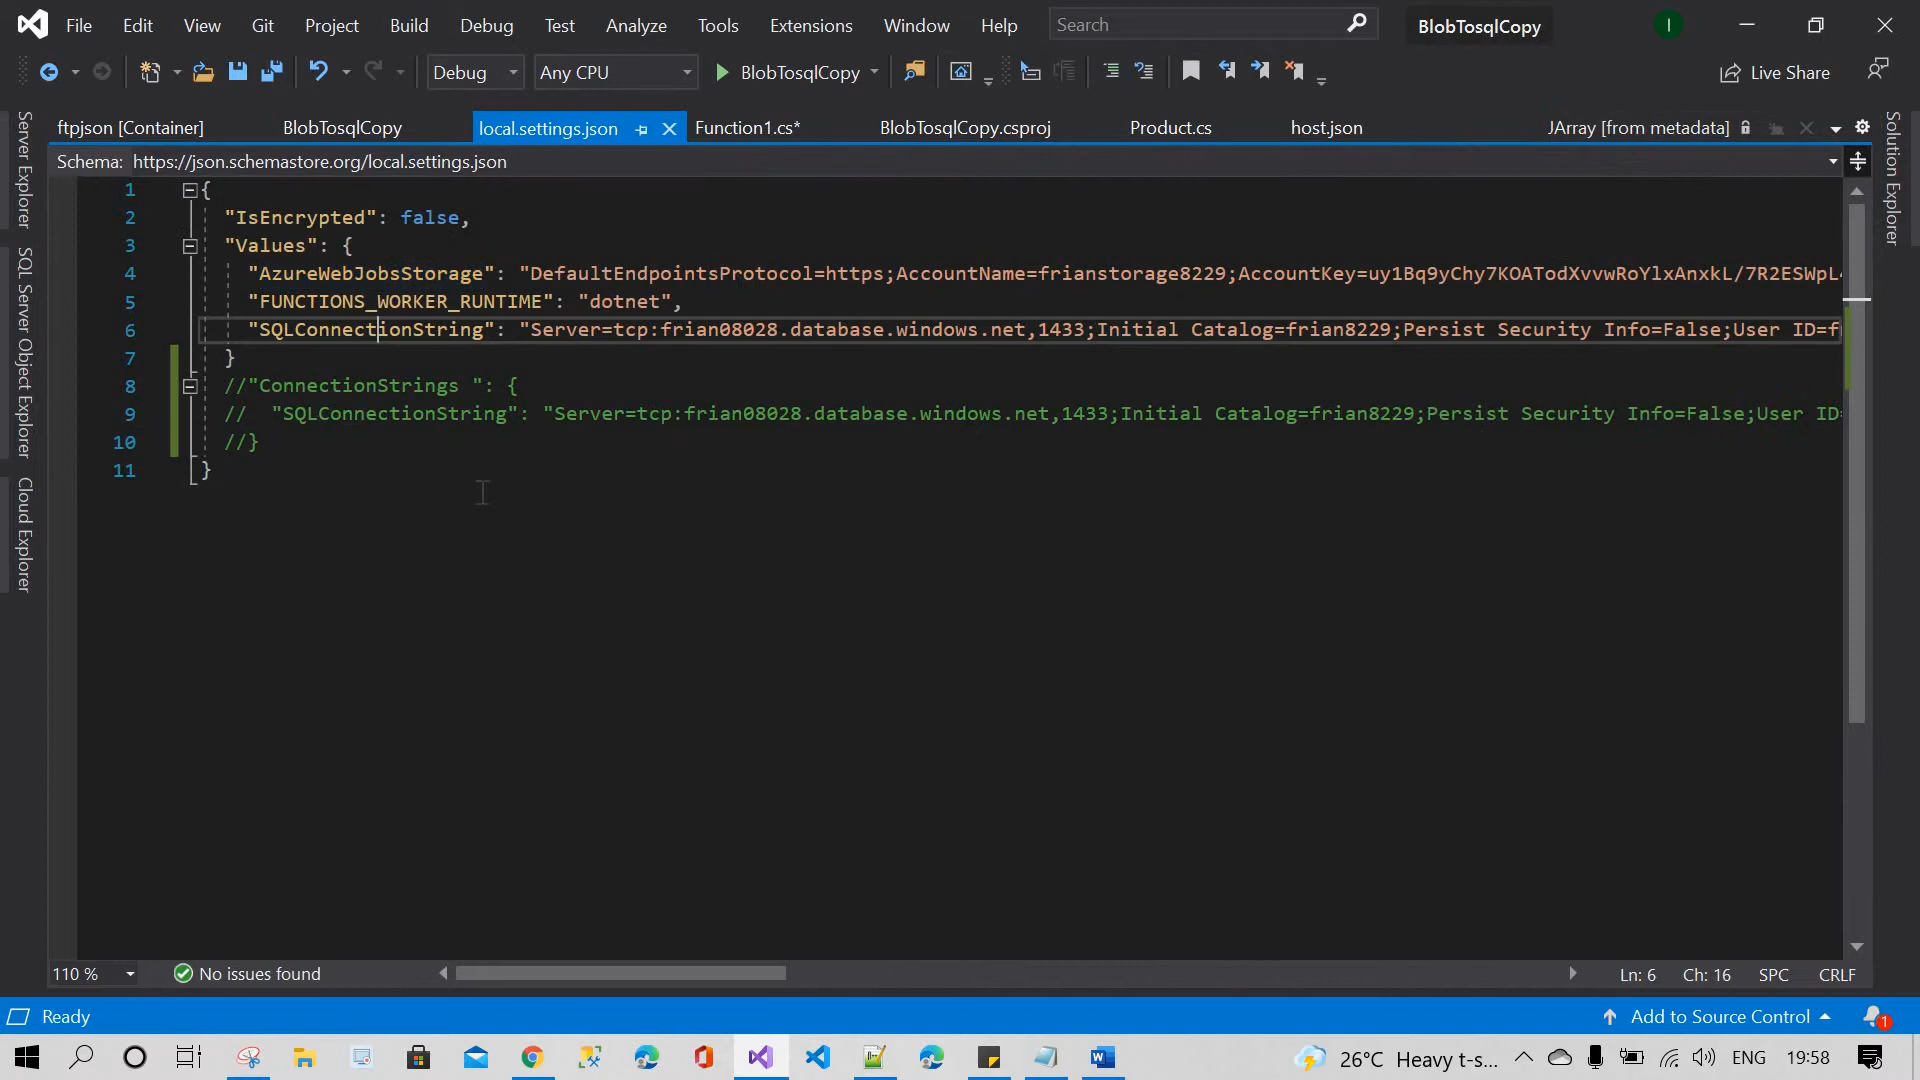 File Edit View Git Project Build Debug Test Analyze Tools Extensions Window Help Search BlobTosqlCopy I
Debug Any CPU BlobTosqlCopy Live Share
ftpjson [Container] BlobTosqlCopy local.settings.json Function1.cs* BlobTosqlCopy.csproj Product.cs host.json JArray [from metadata]
Schema: https://json.schemastore.org/local.settings.json
Server Explorer
SQL Server Object Explorer
Cloud Explorer
Solution Explorer
1 {
2 "IsEncrypted": false,
3 "Values": {
4 "AzureWebJobsStorage": "DefaultEndpointsProtocol=https;AccountName=frianstorage8229;AccountKey=uy1Bq9yChy7KOATodXvvwRoYlxAnxkL/7R2ESWpL
5 "FUNCTIONS_WORKER_RUNTIME": "dotnet",
6 "SQLConnectionString": "Server=tcp:frian08028.database.windows.net,1433;Initial Catalog=frian8229;Persist Security Info=False;User ID=f
7 }
8 //"ConnectionStrings ": {
9 // "SQLConnectionString": "Server=tcp:frian08028.database.windows.net,1433;Initial Catalog=frian8229;Persist Security Info=False;User ID=
10 //}
11 }
110 % No issues found Ln: 6 Ch: 16 SPC CRLF
Ready Add to Source Control 1
26°C Heavy t-s... ENG 19:58